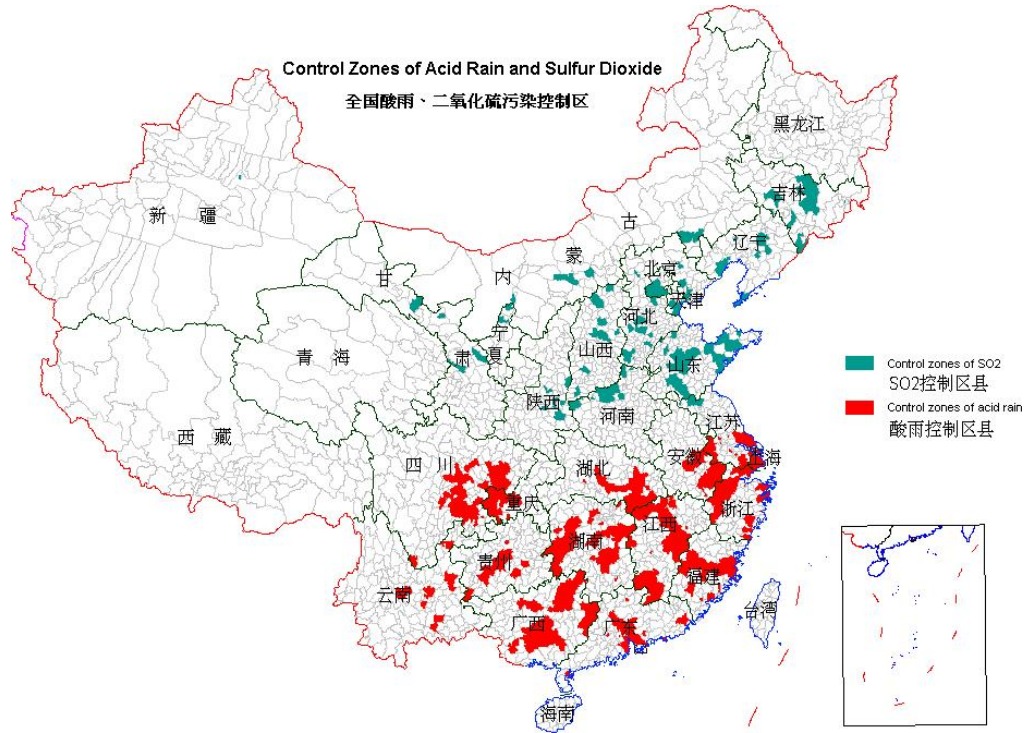 Control Zones of Acid Rain and Sulfur Dioxide
全国酸雨、二氧化硫污染控制区
黑龙江
吉林
新 疆
古
辽宁
蒙
北京
甘
内
天津
河北
宁
肃
夏
山西
青 海
山东
Control zones of SO2
SO2控制区县
陕西
河南
Control zones of acid rain
酸雨控制区县
江苏
西 藏
安徽
上海
四 川
湖北
重庆
浙江
江西
湖南
贵州
福建
云南
台湾
广西
广东
海南